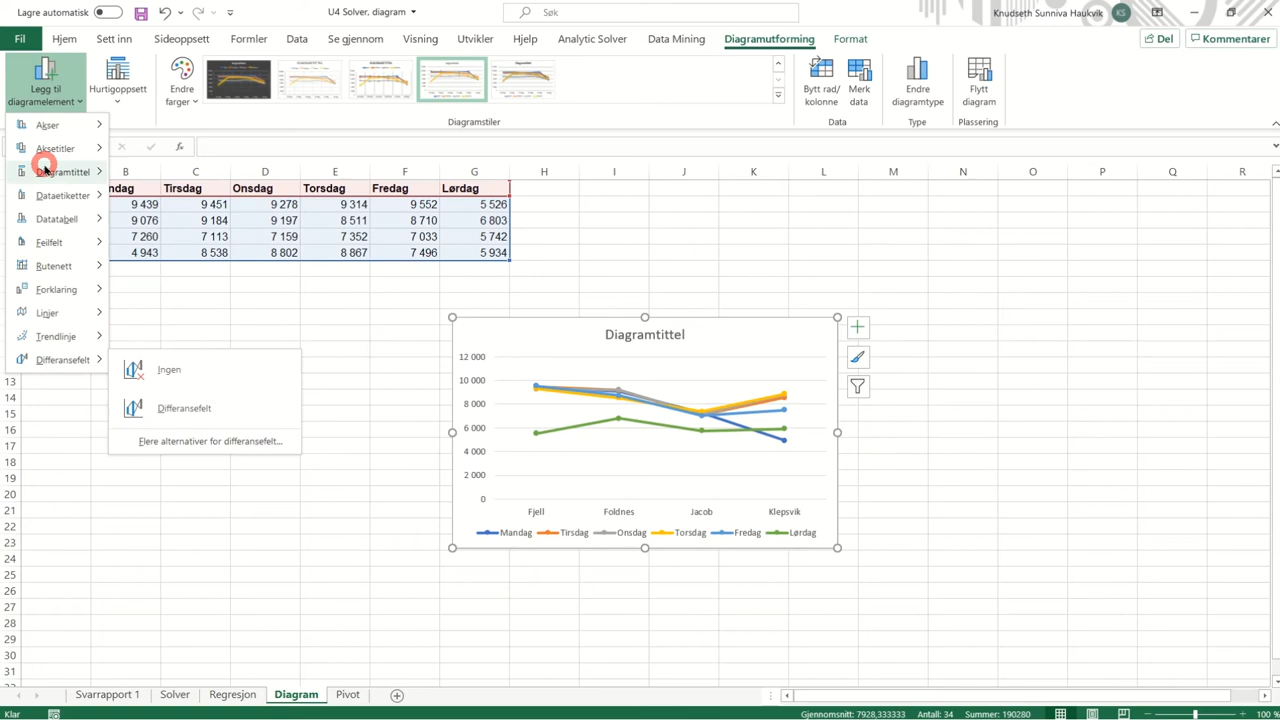 Lagre automatisk
U4 Solver, diagram
Søk
Knudseth Sunniva Haukvik
KS
Fil
Hjem
Sett inn
Sideoppsett
Formler
Data
Se gjennom
Visning
Utvikler
Hjelp
Analytic Solver
Data Mining
Diagramutforming
Format
Del
Kommentarer
Legg til
diagramelement
Hurtigoppsett
Endre
farger
Bytt rad/
kolonne
Merk
data
Endre
diagramtype
Flytt
diagram
Diagramstiler
Data
Type
Plassering
Akser
Aksetitler
Diagramtittel
Dataetiketter
Datatabell
Feilfelt
Rutenett
Forklaring
Linjer
Trendlinje
Differansefelt
Ingen
Differansefelt
Flere alternativer for differansefelt...
fx
B C D E F G H I J K L M N O P Q R
ndag Tirsdag Onsdag Torsdag Fredag Lørdag
9 439 9 451 9 278 9 314 9 552 5 526
9 076 9 184 9 197 8 511 8 710 6 803
7 260 7 113 7 159 7 352 7 033 5 742
4 943 8 538 8 802 8 867 7 496 5 934
13
14
15
16
17
18
19
20
21
22
23
24
25
26
27
28
29
30
31
Diagramtittel
12 000
10 000
8 000
6 000
4 000
2 000
0
Fjell Foldnes Jacob Klepsvik
Mandag Tirsdag Onsdag Torsdag Fredag Lørdag
Svarrapport 1
Solver
Regresjon
Diagram
Pivot
Klar
Gjennomsnitt: 7928,333333 Antall: 34 Summer: 190280
100 %